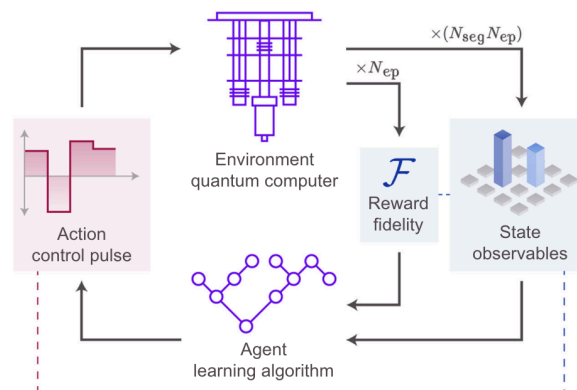 ×(N_seg N_ep)
×N_ep
Environment
quantum computer
Action
control pulse
ℱ
Reward
fidelity
State
observables
Agent
learning algorithm